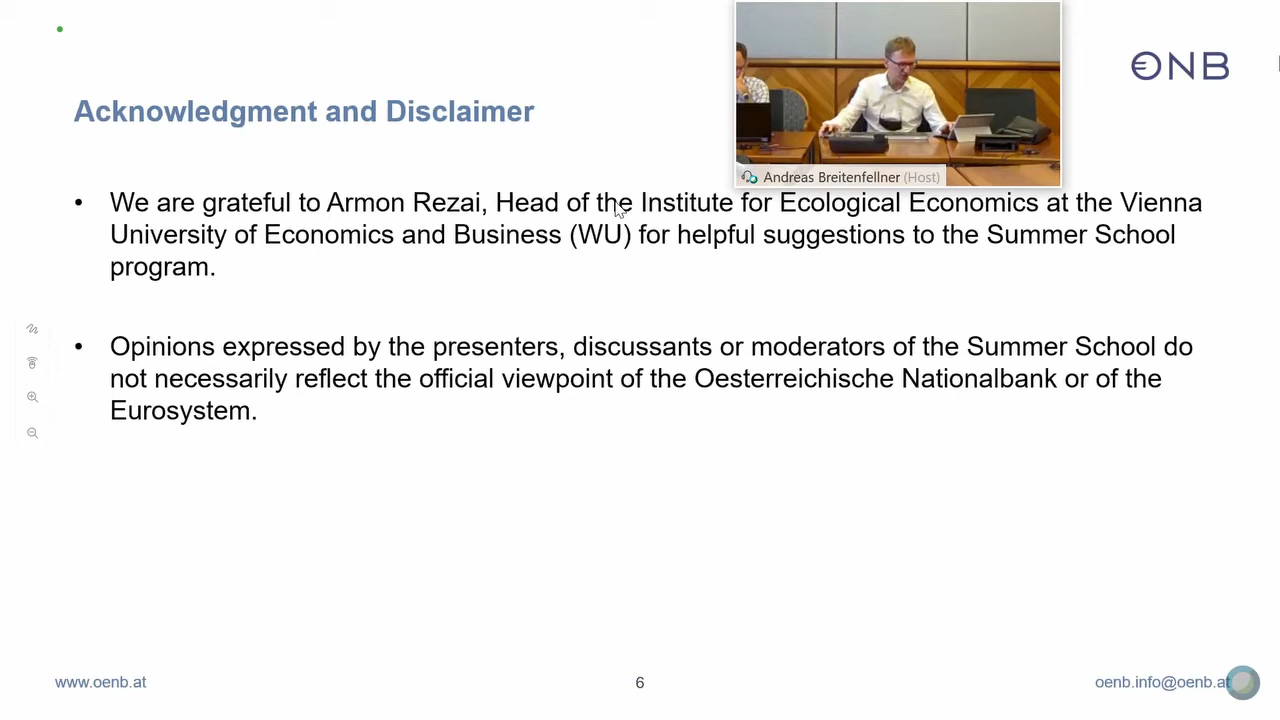 ONB
Acknowledgment and Disclaimer
Andreas Breitenfellner (Host)
• We are grateful to Armon Rezai, Head of the Institute for Ecological Economics at the Vienna
University of Economics and Business (WU) for helpful suggestions to the Summer School
program.
• Opinions expressed by the presenters, discussants or moderators of the Summer School do
not necessarily reflect the official viewpoint of the Oesterreichische Nationalbank or of the
Eurosystem.
www.oenb.at
6
oenb.info@oenb.at